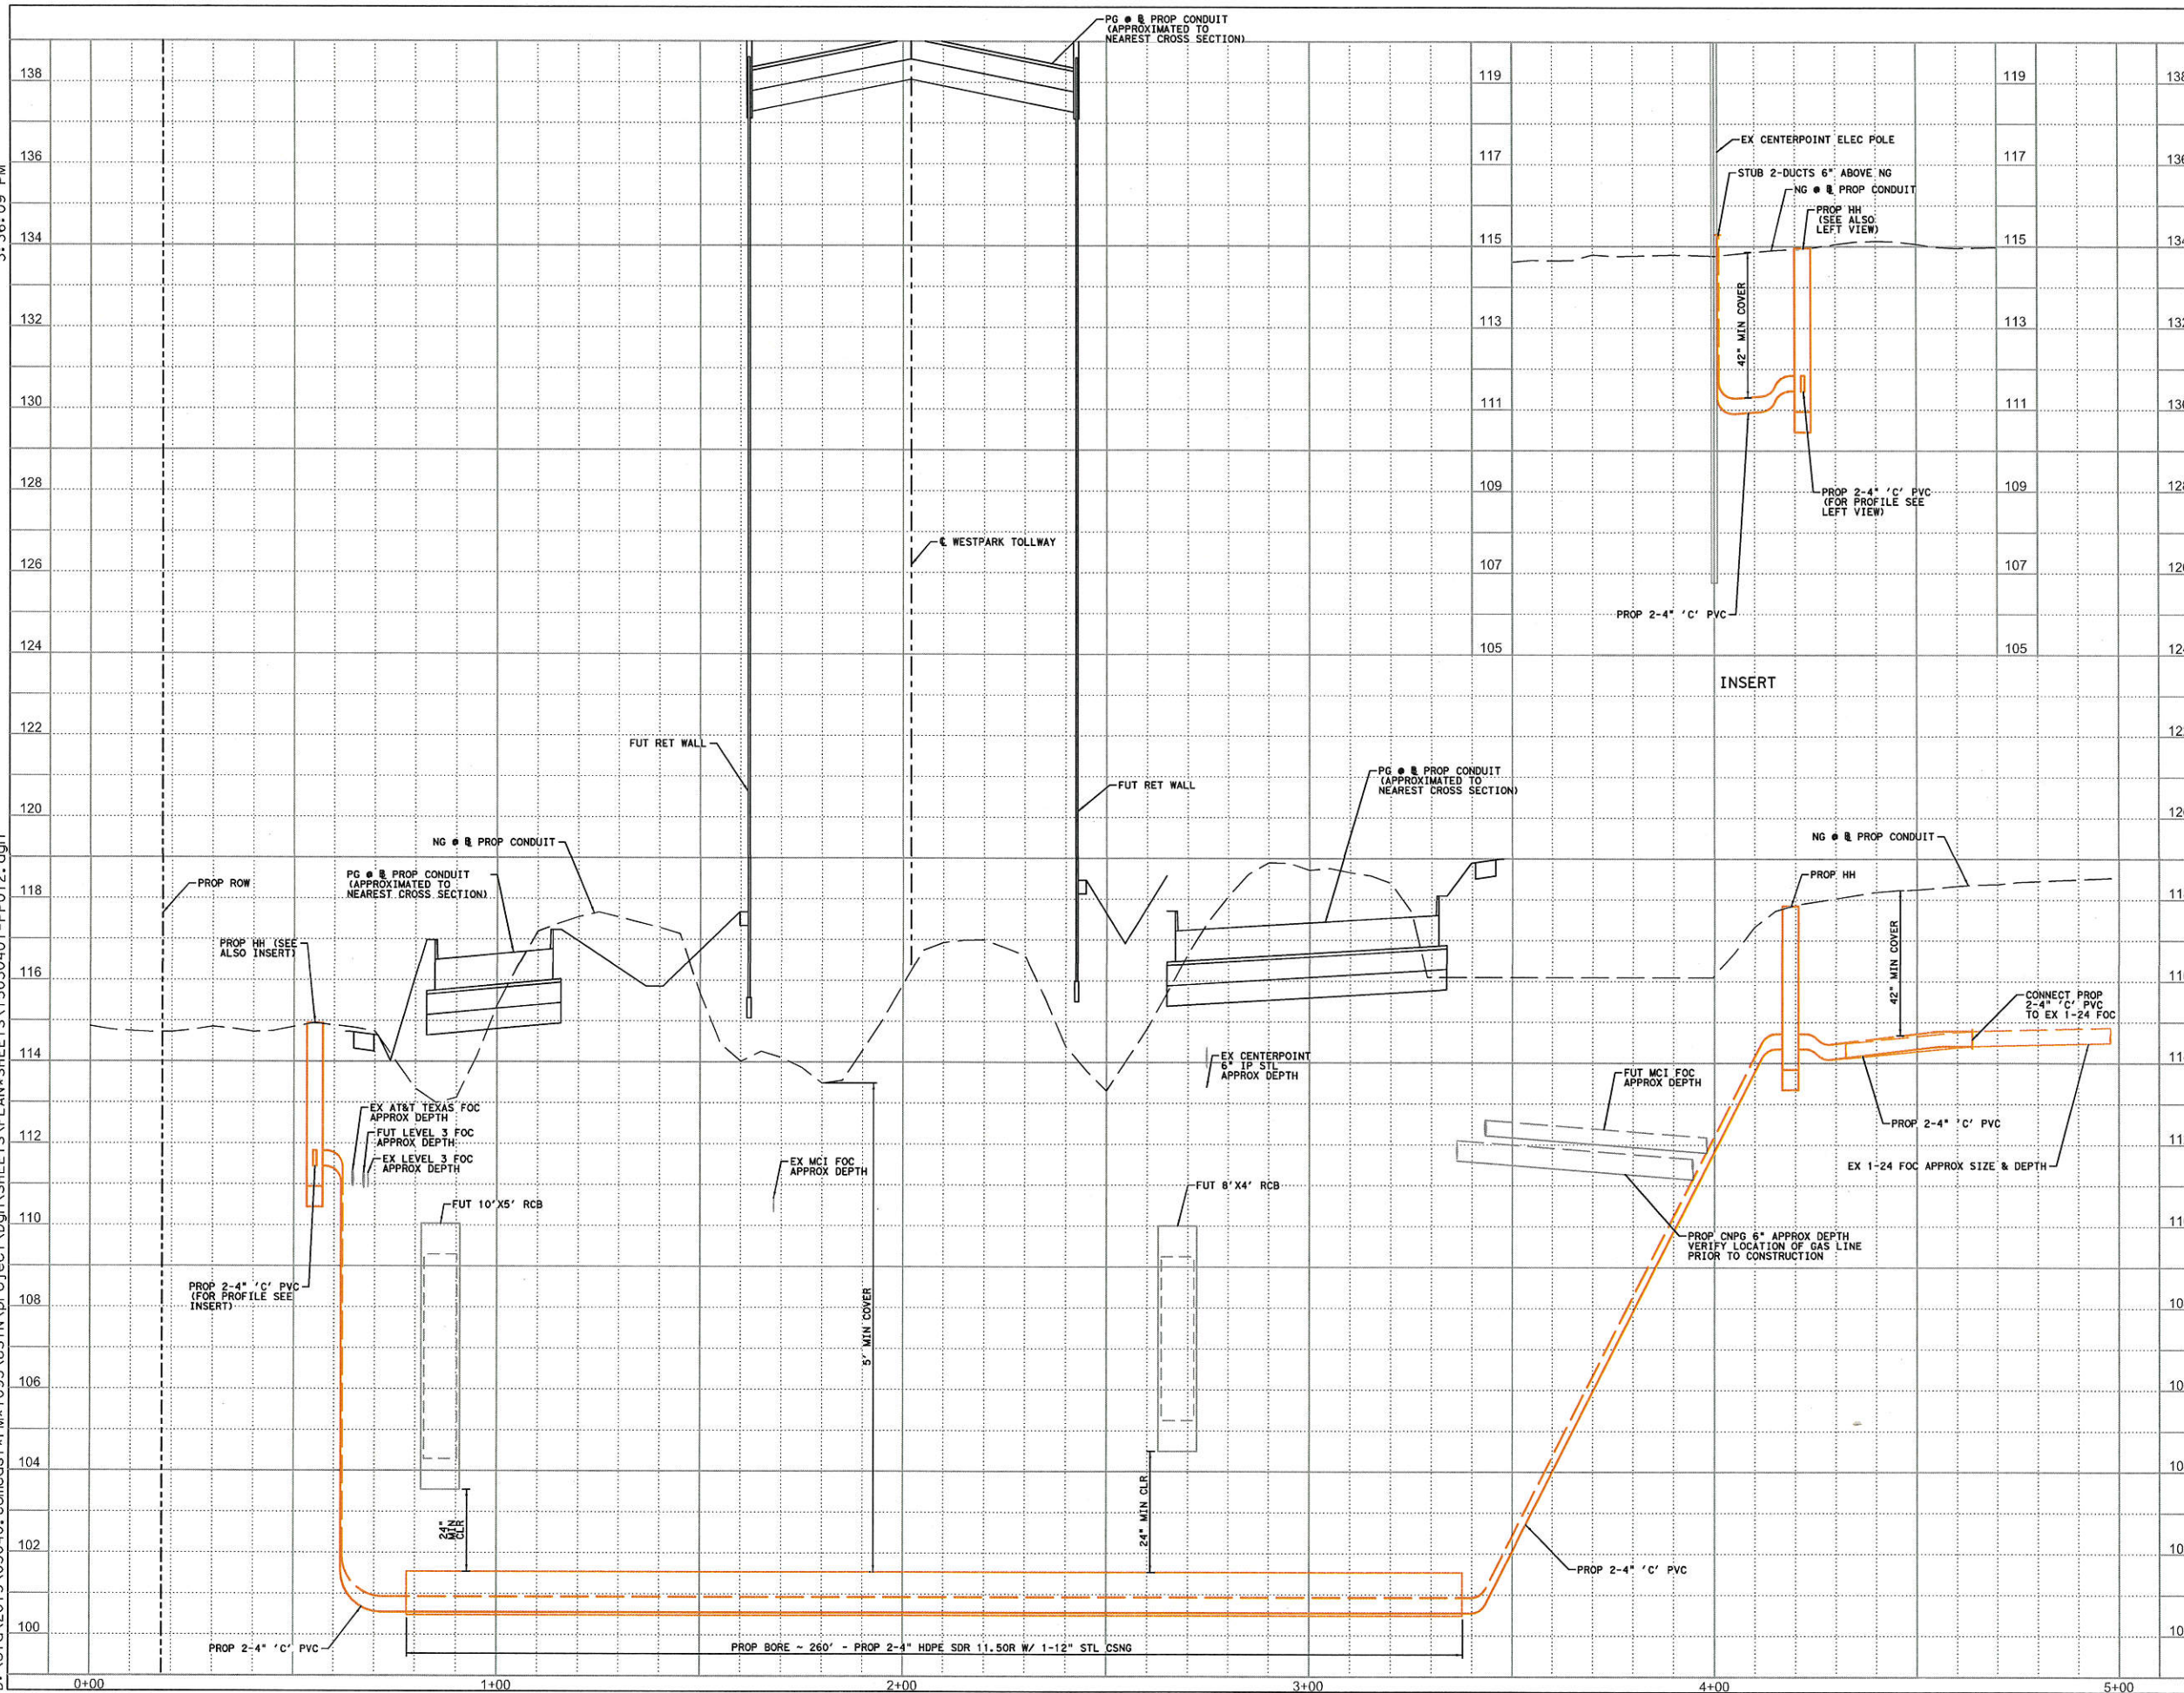 PG @ ℄ PROP CONDUIT
(APPROXIMATED TO
NEAREST CROSS SECTION)
138
136
134
132
130
128
126
124
122
120
118
116
114
112
110
108
106
104
102
100
119
117
115
113
111
109
107
105
119
117
115
113
111
109
107
105
EX CENTERPOINT ELEC POLE
STUB 2-DUCTS 6" ABOVE NG
NG @ ℄ PROP CONDUIT
PROP HH
(SEE ALSO
LEFT VIEW)
42" MIN COVER
PROP 2-4" 'C' PVC
(FOR PROFILE SEE
LEFT VIEW)
PROP 2-4" 'C' PVC
INSERT
℄ WESTPARK TOLLWAY
FUT RET WALL
FUT RET WALL
PG @ ℄ PROP CONDUIT
(APPROXIMATED TO
NEAREST CROSS SECTION)
NG @ ℄ PROP CONDUIT
PG @ ℄ PROP CONDUIT
(APPROXIMATED TO
NEAREST CROSS SECTION)
PROP ROW
PROP HH (SEE
ALSO INSERT)
NG @ ℄ PROP CONDUIT
PROP HH
42" MIN COVER
CONNECT PROP
2-4" 'C' PVC
TO EX 1-24 FOC
EX CENTERPOINT
6" IP STL
APPROX DEPTH
FUT MCI FOC
APPROX DEPTH
EX AT&T TEXAS FOC
APPROX DEPTH
FUT LEVEL 3 FOC
APPROX DEPTH
EX LEVEL 3 FOC
APPROX DEPTH
EX MCI FOC
APPROX DEPTH
PROP 2-4" 'C' PVC
EX 1-24 FOC APPROX SIZE & DEPTH
FUT 10'X5' RCB
FUT 8'X4' RCB
PROP CNPG 6" APPROX DEPTH
VERIFY LOCATION OF GAS LINE
PRIOR TO CONSTRUCTION
PROP 2-4" 'C' PVC
(FOR PROFILE SEE
INSERT)
5' MIN COVER
24"
MIN
CLR
24" MIN CLR
PROP 2-4" 'C' PVC
PROP 2-4" 'C' PVC
PROP BORE ~ 260' - PROP 2-4" HDPE SDR 11.50R W/ 1-12" STL CSNG
0+00
1+00
2+00
3+00
4+00
5+00